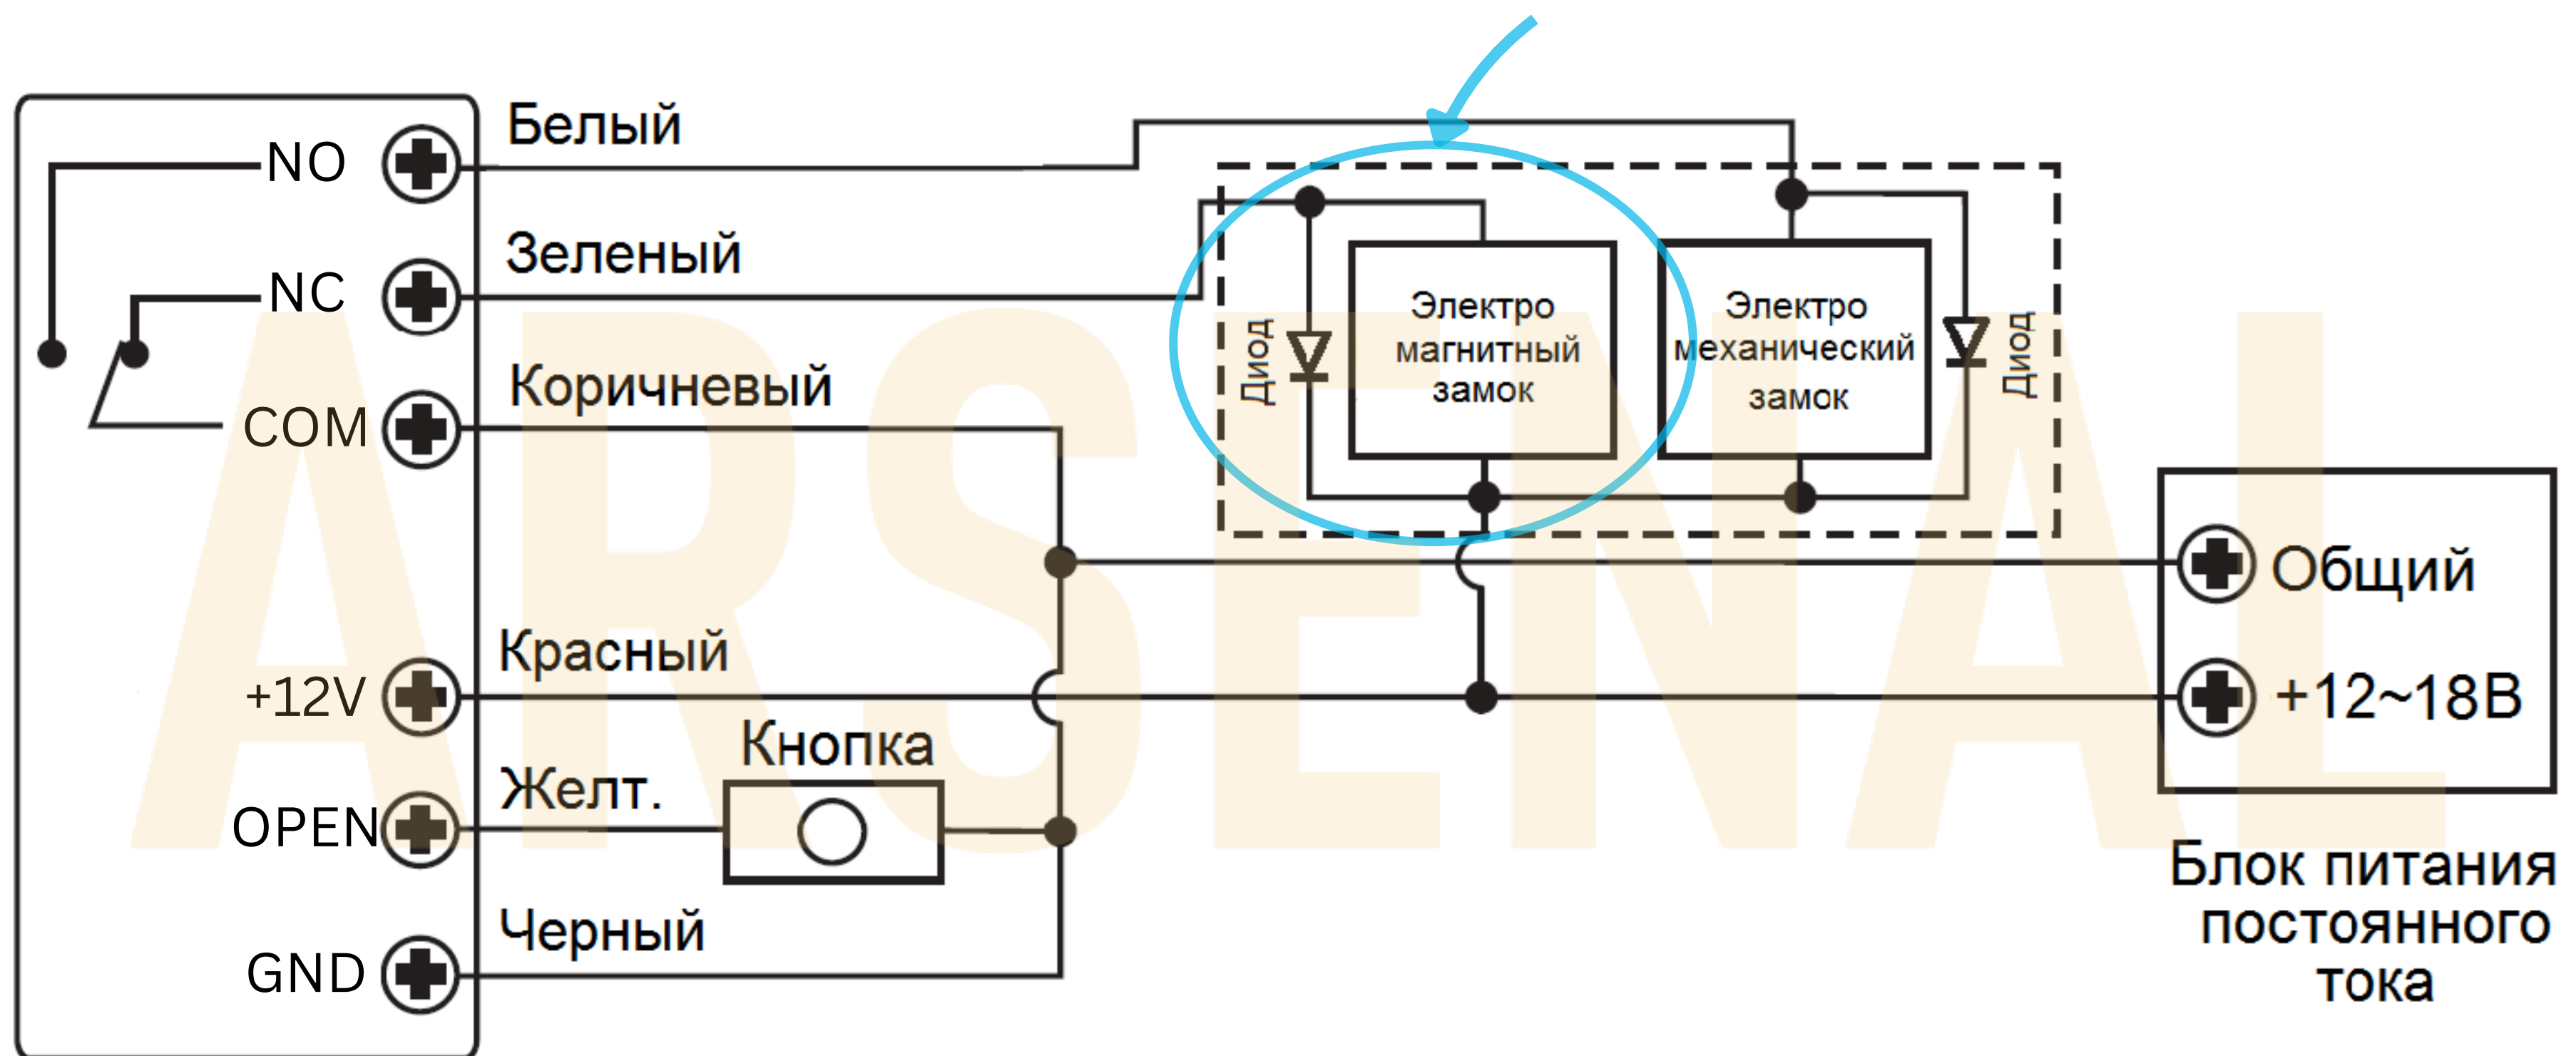 NO
Белый
NC
Зеленый
COM
Коричневый
Диод
Электро
магнитный
замок
Электро
механический
замок
Диод
Общий
+12V
Красный
+12~18В
Кнопка
OPEN
Желт.
GND
Черный
Блок питания
постоянного
тока
ARSENAL